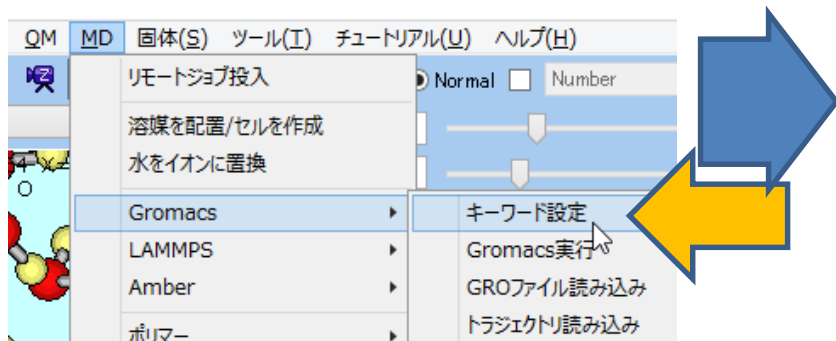 QM MD 固体(S) ツール(T) チュートリアル(U) ヘルプ(H)
リモートジョブ投入
Normal Number
溶媒を配置/セルを作成
水をイオンに置換
Gromacs
キーワード設定
LAMMPS
Gromacs実行
Amber
GROファイル読み込み
ポリマー
トラジェクトリ読み込み